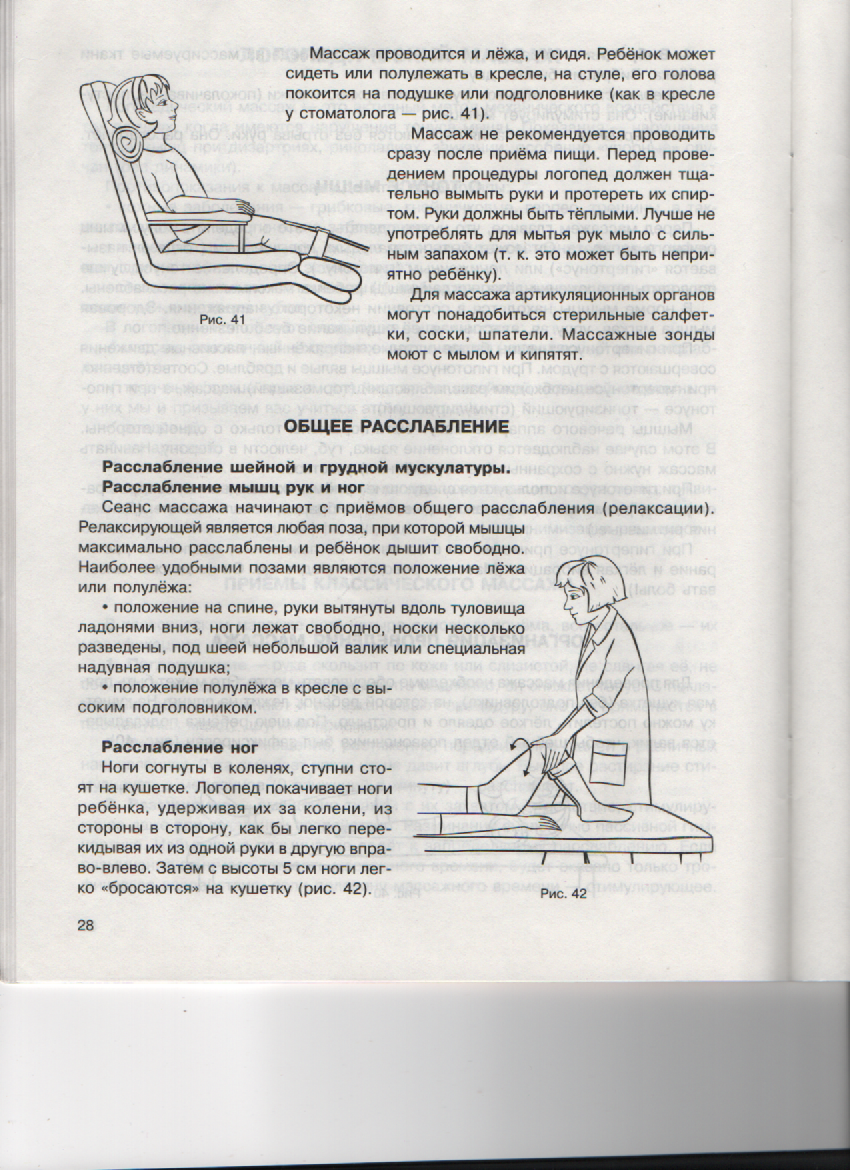 Массаж проводится и лёжа, и сидя. Ребёнок может
сидеть или полулежать в кресле, на стуле, его голова
покоится на подушке или подголовнике (как в кресле
у стоматолога — рис. 41).
Массаж не рекомендуется проводить
сразу после приёма пищи. Перед прове-
дением процедуры логопед должен тща-
тельно вымыть руки и протереть их спир-
том. Руки должны быть тёплыми. Лучше не
употреблять для мытья рук мыло с силь-
ным запахом (т. к. это может быть непри-
ятно ребёнку).
Для массажа артикуляционных органов
могут понадобиться стерильные салфет-
ки, соски, шпатели. Массажные зонды
моют с мылом и кипятят.
Рис. 41
ОБЩЕЕ РАССЛАБЛЕНИЕ
Расслабление шейной и грудной мускулатуры.
Расслабление мышц рук и ног
Сеанс массажа начинают с приёмов общего расслабления (релаксации).
Релаксирующей является любая поза, при которой мышцы
максимально расслаблены и ребёнок дышит свободно.
Наиболее удобными позами являются положение лёжа
или полулёжа:
• положение на спине, руки вытянуты вдоль туловища
ладонями вниз, ноги лежат свободно, носки несколько
разведены, под шеей небольшой валик или специальная
надувная подушка;
• положение полулёжа в кресле с вы-
соким подголовником.
Расслабление ног
Ноги согнуты в коленях, ступни сто-
ят на кушетке. Логопед покачивает ноги
ребёнка, удерживая их за колени, из
стороны в сторону, как бы легко пере-
кидывая их из одной руки в другую впра-
во-влево. Затем с высоты 5 см ноги лег-
ко «бросаются» на кушетку (рис. 42).
Рис. 42
28